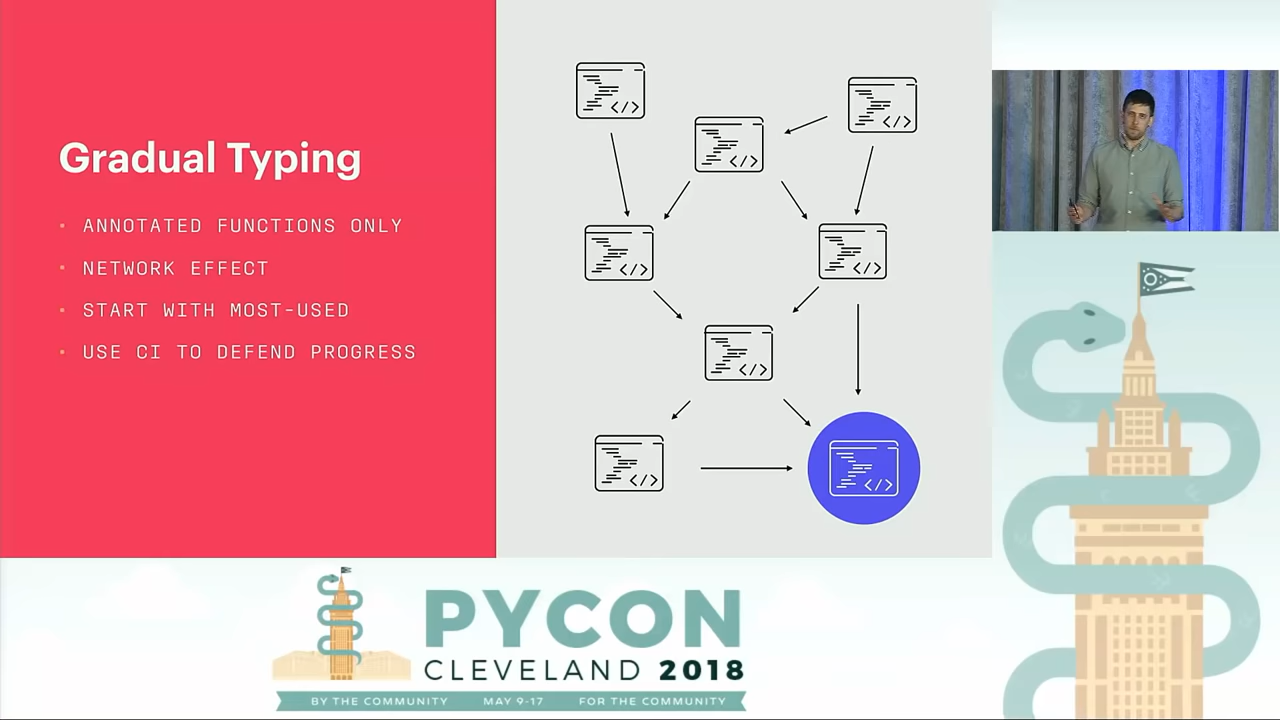 Gradual Typing
· ANNOTATED FUNCTIONS ONLY
· NETWORK EFFECT
· START WITH MOST-USED
· USE CI TO DEFEND PROGRESS
</>
</>
</>
</>
</>
</>
</>
</>
PYCON
CLEVELAND 2018
BY THE COMMUNITY MAY 9-17 FOR THE COMMUNITY